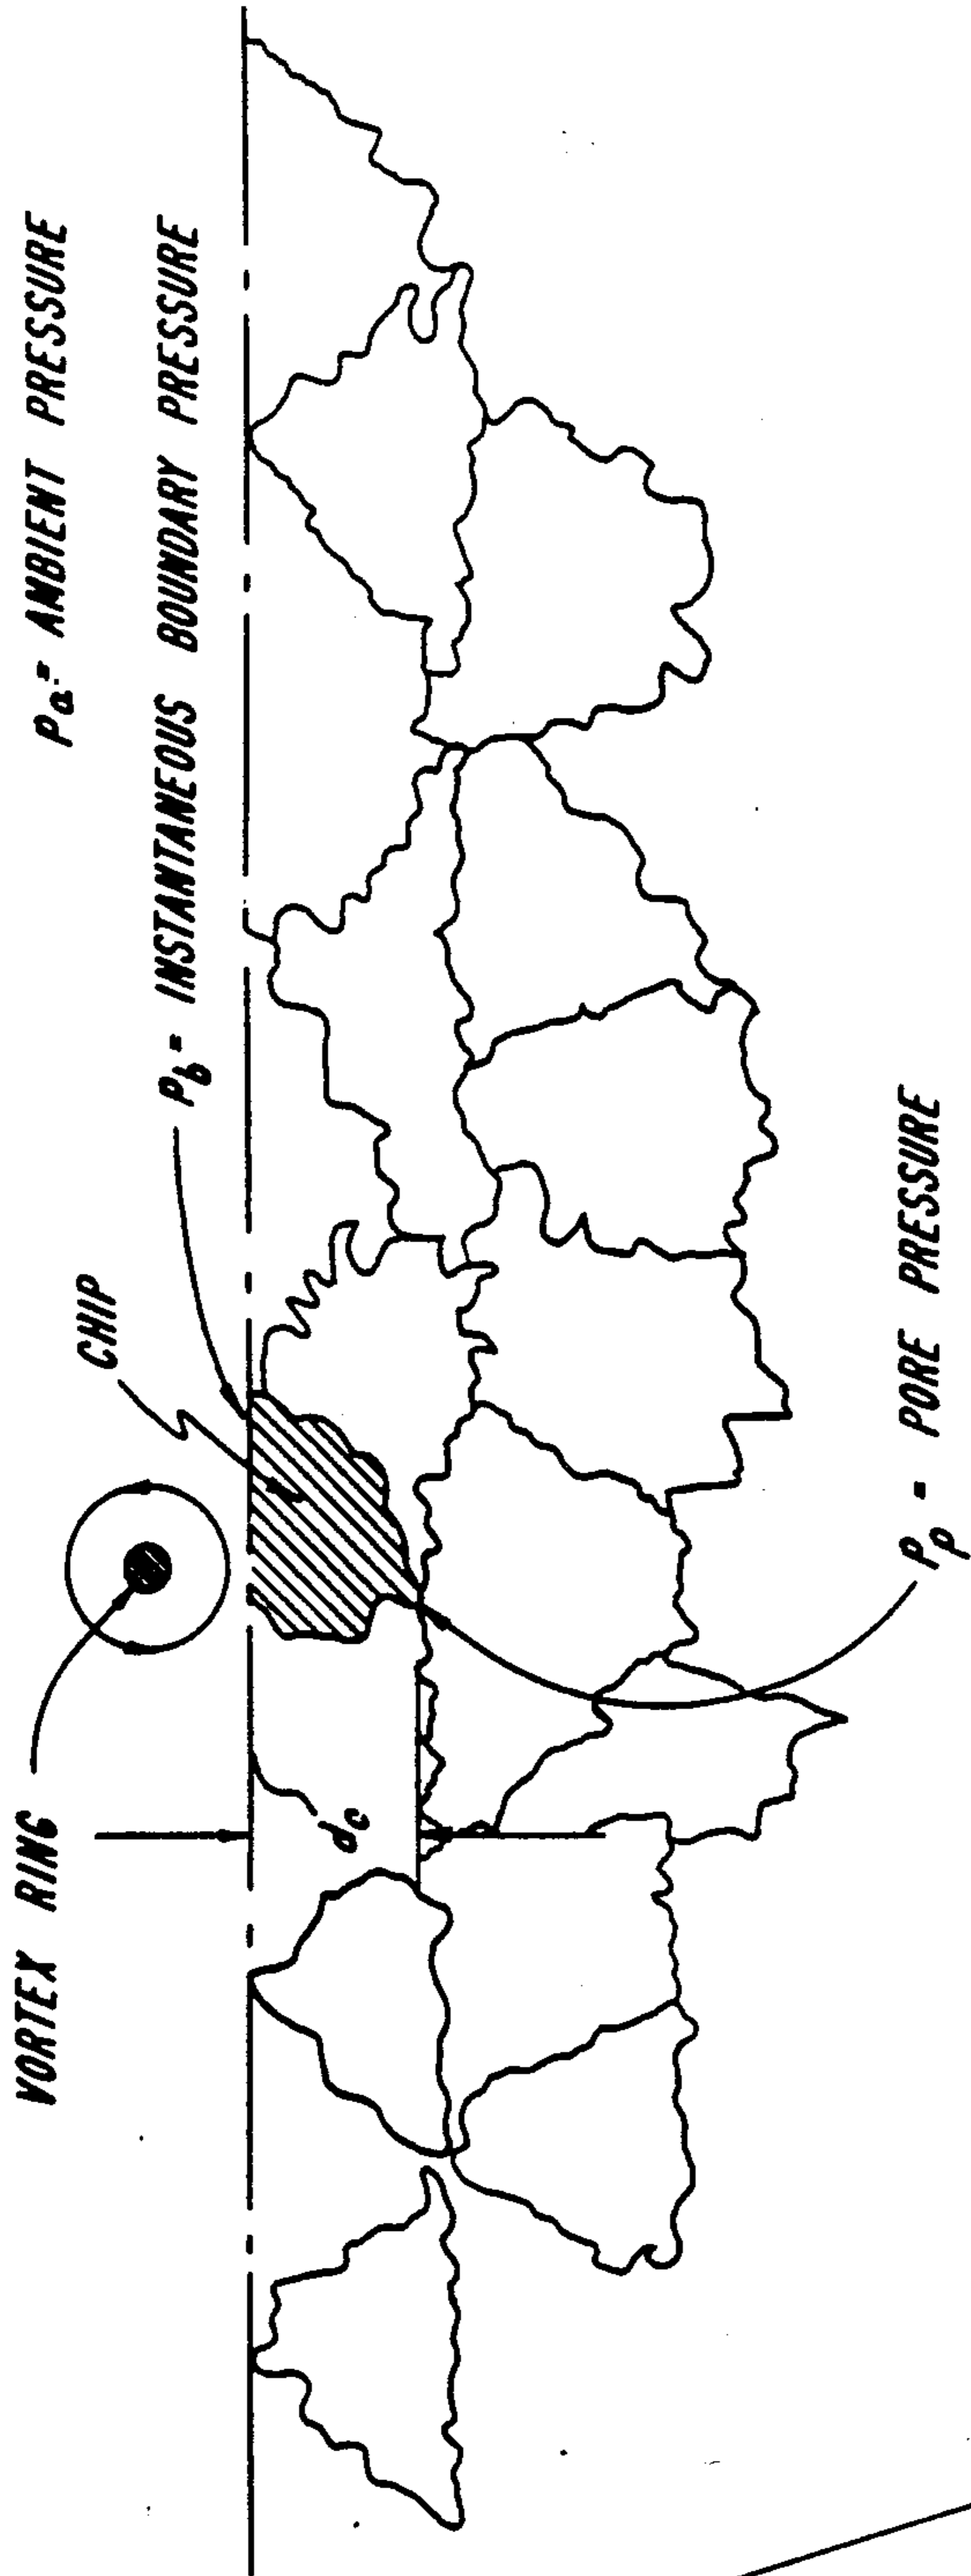 Pa = AMBIENT PRESSURE
Pb = INSTANTANEOUS BOUNDARY PRESSURE
CHIP
VORTEX RING
dc
Pp = PORE PRESSURE